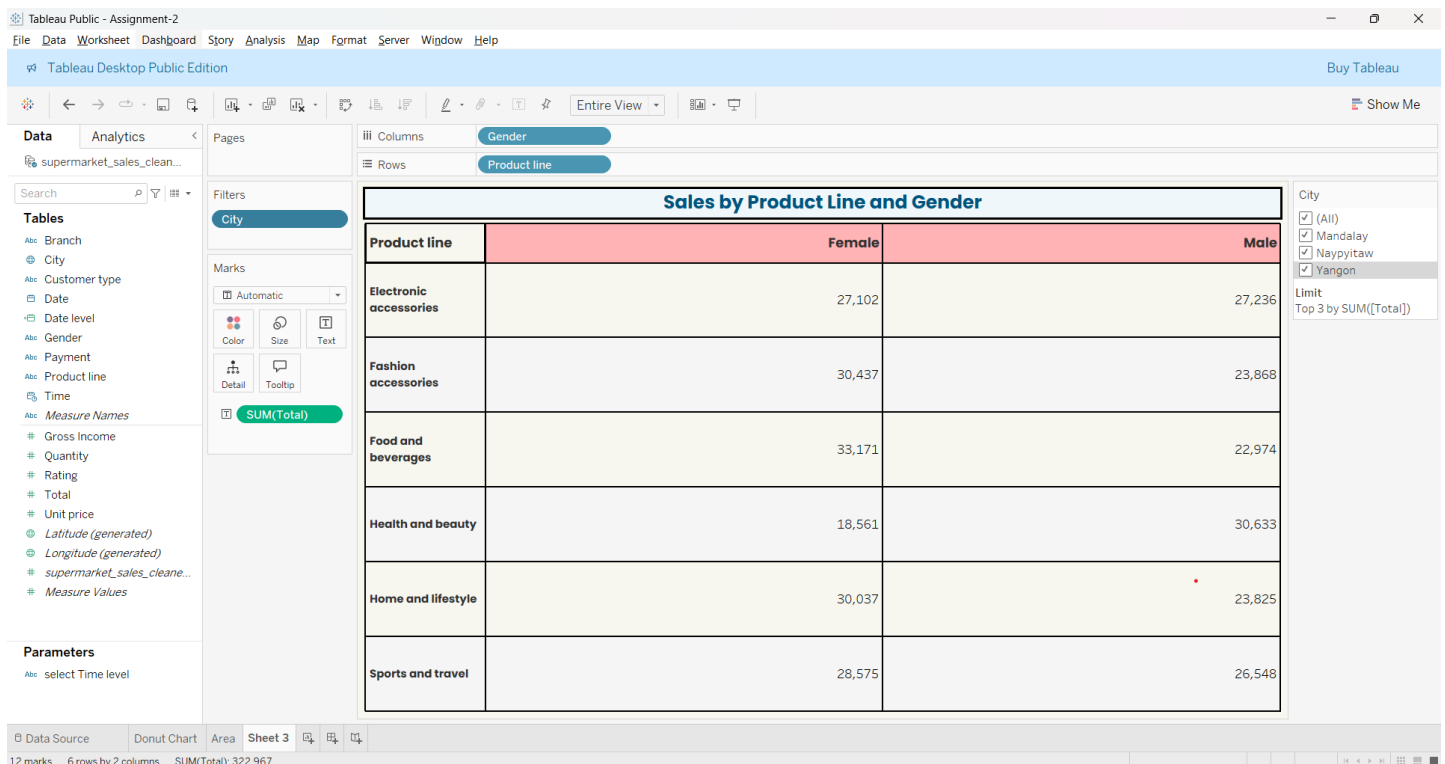 Tableau Public - Assignment-2
File Data Worksheet Dashboard Story Analysis Map Format Server Window Help
Tableau Desktop Public Edition
Buy Tableau
Entire View
Show Me
Data Analytics
supermarket_sales_clean...
Search
Tables
Abc Branch
City
Abc Customer type
Date
Date level
Abc Gender
Abc Payment
Abc Product line
Time
Abc Measure Names
# Gross Income
# Quantity
# Rating
# Total
# Unit price
Latitude (generated)
Longitude (generated)
# supermarket_sales_cleane...
# Measure Values
Parameters
Abc select Time level
Pages
Filters
City
Marks
Automatic
Color Size Text
Detail Tooltip
SUM(Total)
Columns Gender
Rows Product line
Sales by Product Line and Gender
Product line Female Male
Electronic
accessories
27,102 27,236
Fashion
accessories
30,437 23,868
Food and
beverages
33,171 22,974
Health and beauty 18,561 30,633
Home and lifestyle 30,037 23,825
Sports and travel 28,575 26,548
City
(All)
Mandalay
Naypyitaw
Yangon
Limit
Top 3 by SUM([Total])
Data Source Donut Chart Area Sheet 3
12 marks 6 rows by 2 columns SUM(Total): 322,967